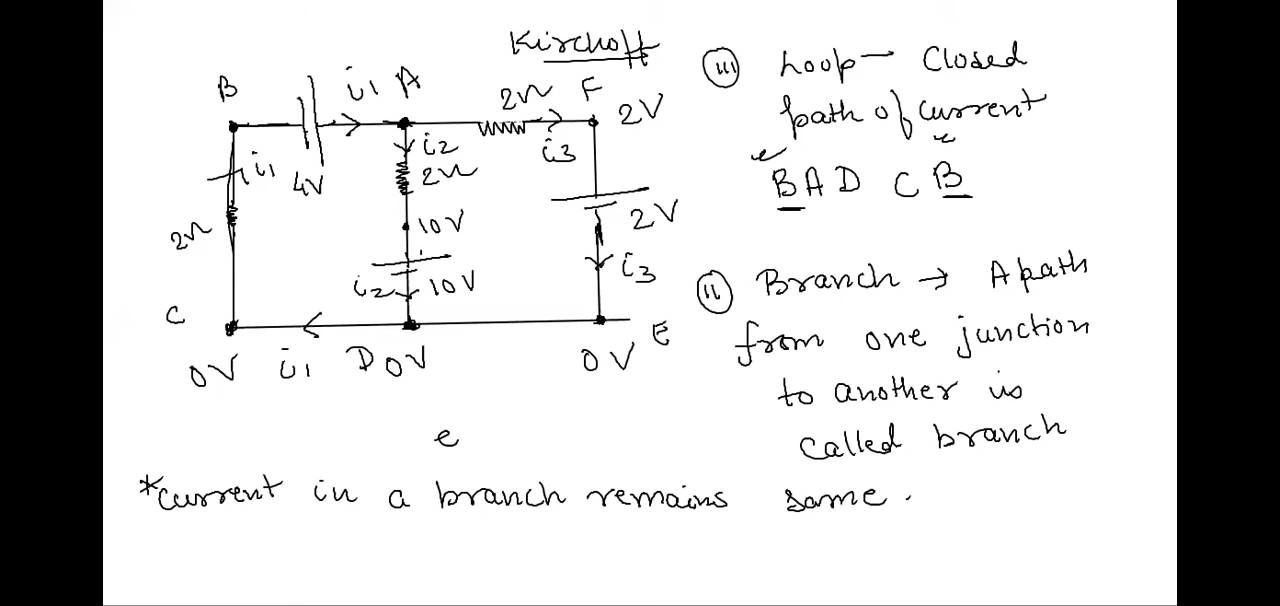 Kirchoff
B
i1 A
2Ω F
2V
i1
4V
i2
2Ω
i3
2Ω
10V
2V
i2
10V
i3
C
0V i1 D 0V
0V E
e
*current in a branch remains same.
(iii) Loop → Closed
path of current
B A D C B
(ii) Branch → A path
from one junction
to another is
called branch